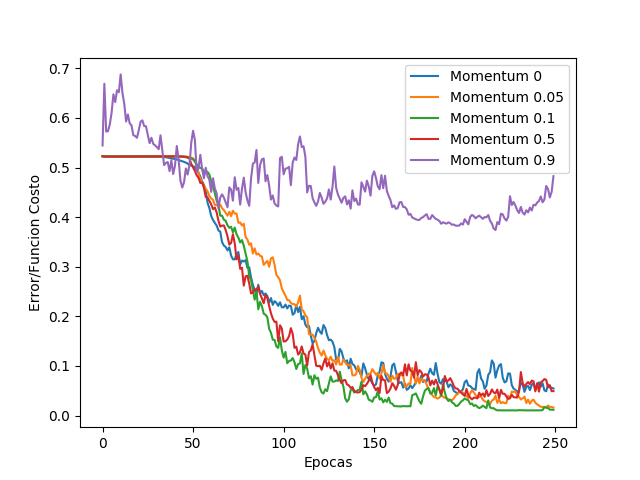 0.7
0.6
0.5
0.4
0.3
0.2
0.1
0.0
Error/Funcion Costo
Momentum 0
Momentum 0.05
Momentum 0.1
Momentum 0.5
Momentum 0.9
0 50 100 150 200 250
Epocas